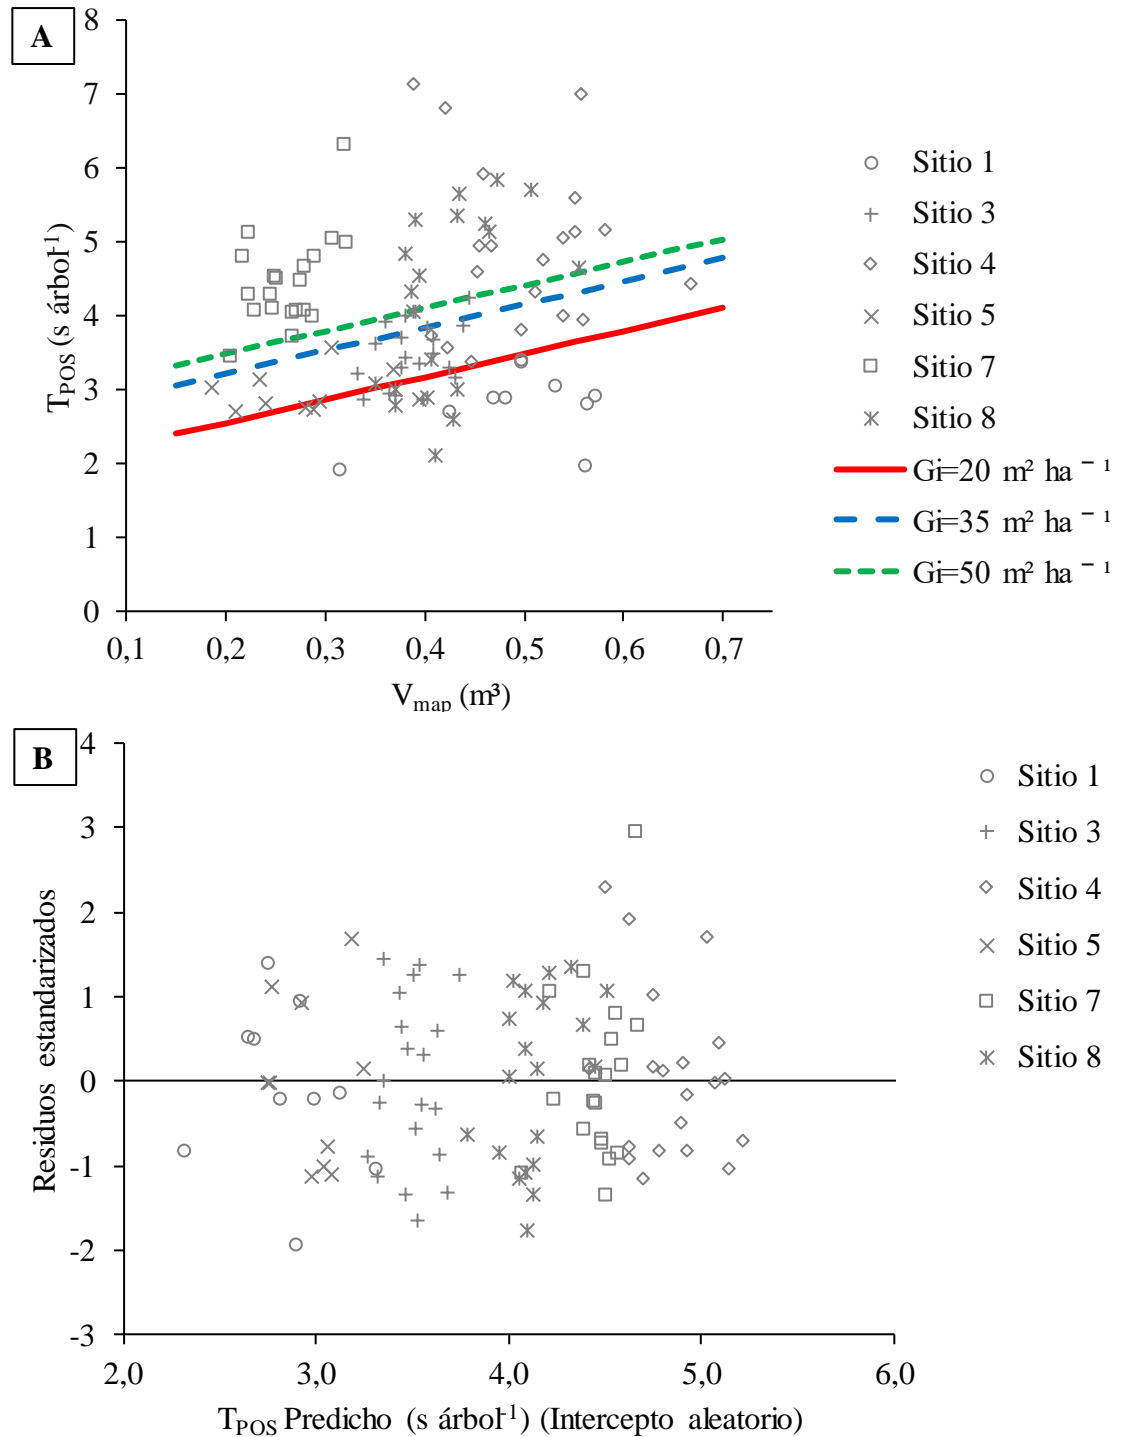 A
8
7
6
5
4
3
2
1
0
T_POS (s árbol⁻¹)
0,1 0,2 0,3 0,4 0,5 0,6 0,7
V_map (m³)
Sitio 1
Sitio 3
Sitio 4
Sitio 5
Sitio 7
Sitio 8
Gi=20 m² ha⁻¹
Gi=35 m² ha⁻¹
Gi=50 m² ha⁻¹
B
4
3
2
1
0
-1
-2
-3
Residuos estandarizados
2,0 3,0 4,0 5,0 6,0
T_POS Predicho (s árbol⁻¹) (Intercepto aleatorio)
Sitio 1
Sitio 3
Sitio 4
Sitio 5
Sitio 7
Sitio 8